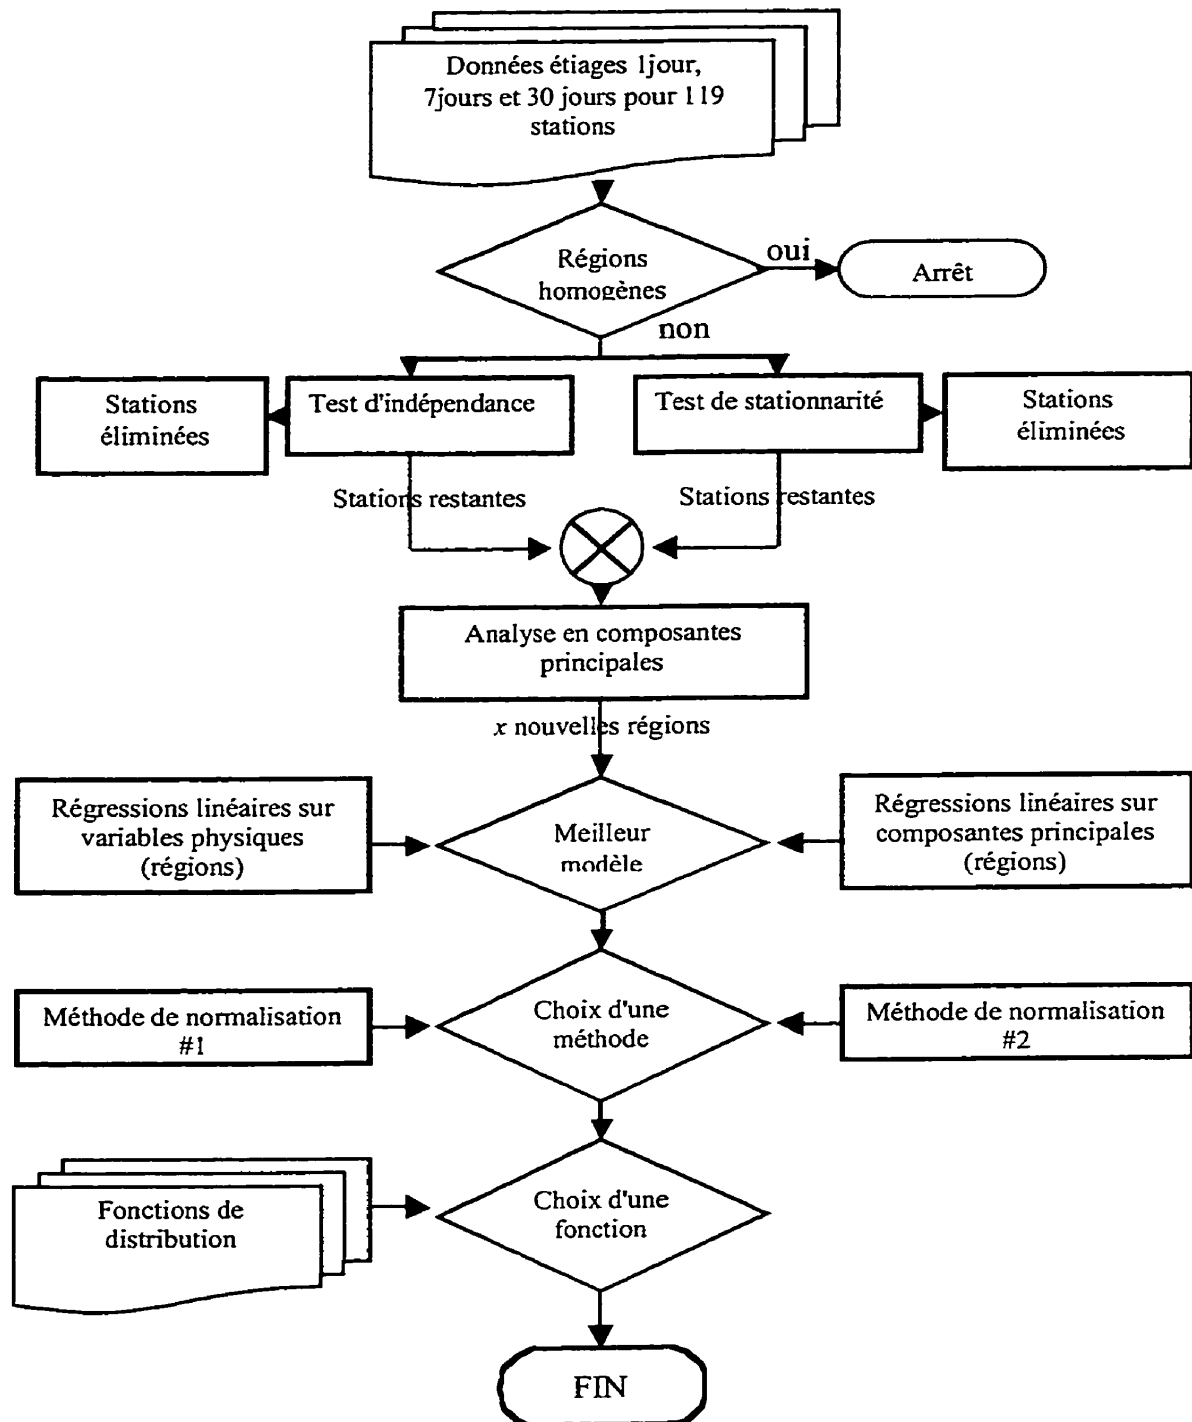 Données étiages 1jour,
7jours et 30 jours pour 119
stations
Régions
homogènes
oui
Arrêt
non
Stations
éliminées
Test d'indépendance
Test de stationnarité
Stations
éliminées
Stations restantes
Stations restantes
Analyse en composantes
principales
x nouvelles régions
Régressions linéaires sur
variables physiques
(régions)
Meilleur
modèle
Régressions linéaires sur
composantes principales
(régions)
Méthode de normalisation
#1
Choix d'une
méthode
Méthode de normalisation
#2
Fonctions de
distribution
Choix d'une
fonction
FIN